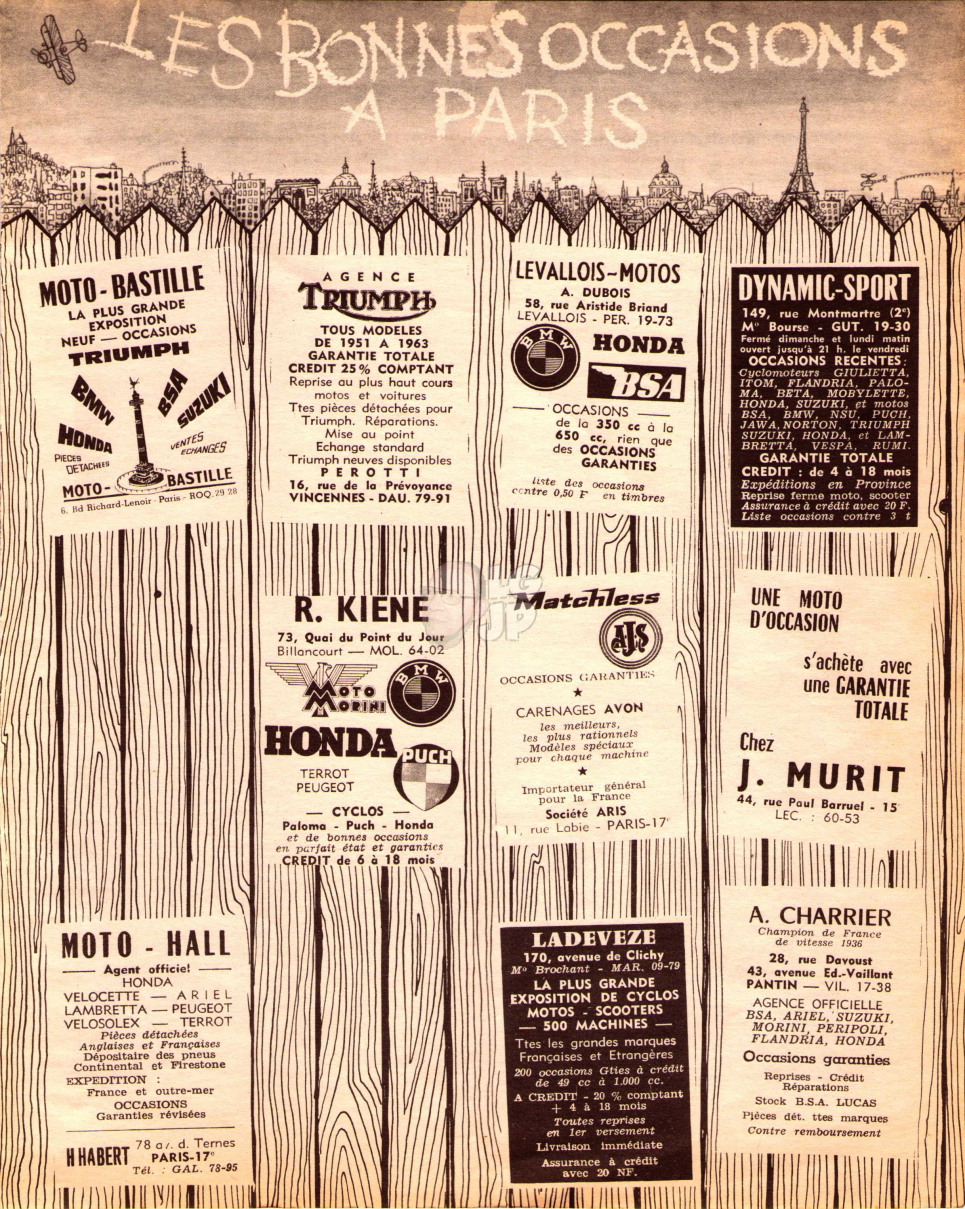 LES BONNES OCCASIONS
A PARIS
MOTO-BASTILLE
LA PLUS GRANDE
EXPOSITION
NEUF — OCCASIONS
TRIUMPH
BMW
BSA
SUZUKI
HONDA
PIECES
DETACHEES
VENTES
ECHANGES
MOTO- BASTILLE
6. Bd Richard-Lenoir - Paris - ROQ. 29 28
AGENCE
TRIUMPH
TOUS MODELES
DE 1951 A 1963
GARANTIE TOTALE
CREDIT 25% COMPTANT
Reprise au plus haut cours
motos et voitures
Ttes pièces détachées pour
Triumph. Réparations.
Mise au point
Echange standard
Triumph neuves disponibles
PEROTTI
16, rue de la Prévoyance
VINCENNES - DAU. 79-91
LEVALLOIS-MOTOS
A. DUBOIS
58, rue Aristide Briand
LEVALLOIS - PER. 19-73
BMW
HONDA
BSA
— OCCASIONS —
de la 350 cc à la
650 cc, rien que
des OCCASIONS
GARANTIES
liste des occasions
contre 0,50 F en timbres
DYNAMIC-SPORT
149, rue Montmartre (2e)
Mo Bourse - GUT. 19-30
Fermé dimanche et lundi matin
ouvert jusqu'à 21 h. le vendredi
OCCASIONS RECENTES :
Cyclomoteurs GIULIETTA,
ITOM, FLANDRIA, PALO-
MA, BETA, MOBYLETTE,
HONDA, SUZUKI, et motos
BSA, BMW, NSU, PUCH,
JAWA, NORTON, TRIUMPH
SUZUKI, HONDA, et LAM-
BRETTA, VESPA, RUMI.
GARANTIE TOTALE
CREDIT : de 4 à 18 mois
Expéditions en Province
Reprise ferme moto, scooter
Assurance à crédit avec 20 F.
Liste occasions contre 3 t
R. KIENE
73, Quai du Point du Jour
Billancourt — MOL. 64-02
MOTO
MORINI
BMW
HONDA
PUCH
TERROT
PEUGEOT
— CYCLOS —
Paloma - Puch - Honda
et de bonnes occasions
en parfait état et garanties
CREDIT de 6 à 18 mois
LG
JP
Matchless
AJS
OCCASIONS GARANTIES
★
CARENAGES AVON
les meilleurs,
les plus rationnels
Modèles spéciaux
pour chaque machine
★
Importateur général
pour la France
Société ARIS
11, rue Labie - PARIS-17e
UNE MOTO
D'OCCASION
s'achète avec
une GARANTIE
TOTALE
Chez
J. MURIT
44, rue Paul Barruel - 15e
LEC. : 60-53
MOTO - HALL
— Agent officiel —
HONDA
VELOCETTE — ARIEL
LAMBRETTA — PEUGEOT
VELOSOLEX — TERROT
Pièces détachées
Anglaises et Françaises
Dépositaire des pneus
Continental et Firestone
EXPEDITION :
France et outre-mer
OCCASIONS
Garanties révisées
H HABERT
78 av. d. Ternes
PARIS-17e
Tél. : GAL. 78-95
LADEVEZE
170, avenue de Clichy
Mo Brochant - MAR. 09-79
LA PLUS GRANDE
EXPOSITION DE CYCLOS
MOTOS - SCOOTERS
— 500 MACHINES —
Ttes les grandes marques
Françaises et Etrangères
200 occasions Gties à crédit
de 49 cc à 1.000 cc.
A CREDIT - 20 % comptant
+ 4 à 18 mois
Toutes reprises
en 1er versement
Livraison immédiate
Assurance à crédit
avec 20 NF.
A. CHARRIER
Champion de France
de vitesse 1936
28, rue Davoust
43, avenue Ed.-Vaillant
PANTIN — VIL. 17-38
AGENCE OFFICIELLE
BSA, ARIEL, SUZUKI,
MORINI, PERIPOLI,
FLANDRIA, HONDA
Occasions garanties
Reprises - Crédit
Réparations
Stock B.S.A. LUCAS
Pièces dét. ttes marques
Contre remboursement